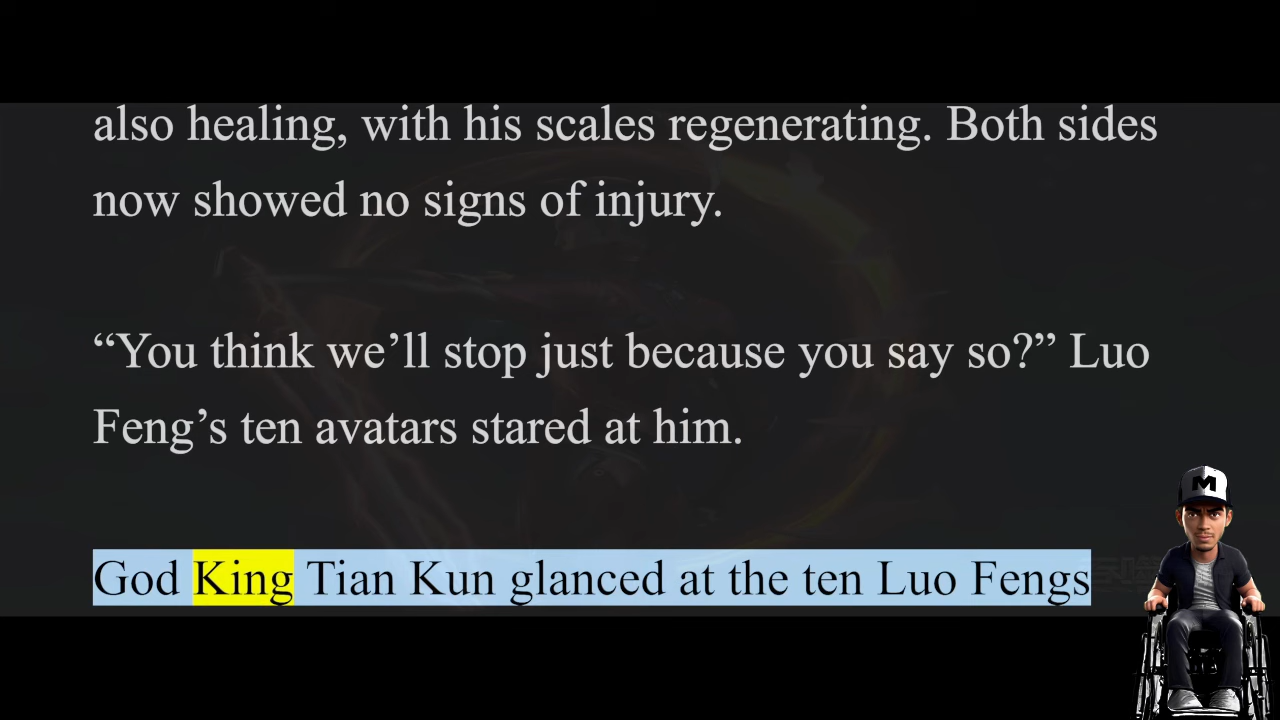 also healing, with his scales regenerating. Both sides
now showed no signs of injury.
“You think we’ll stop just because you say so?” Luo
Feng’s ten avatars stared at him.
God King Tian Kun glanced at the ten Luo Fengs
M